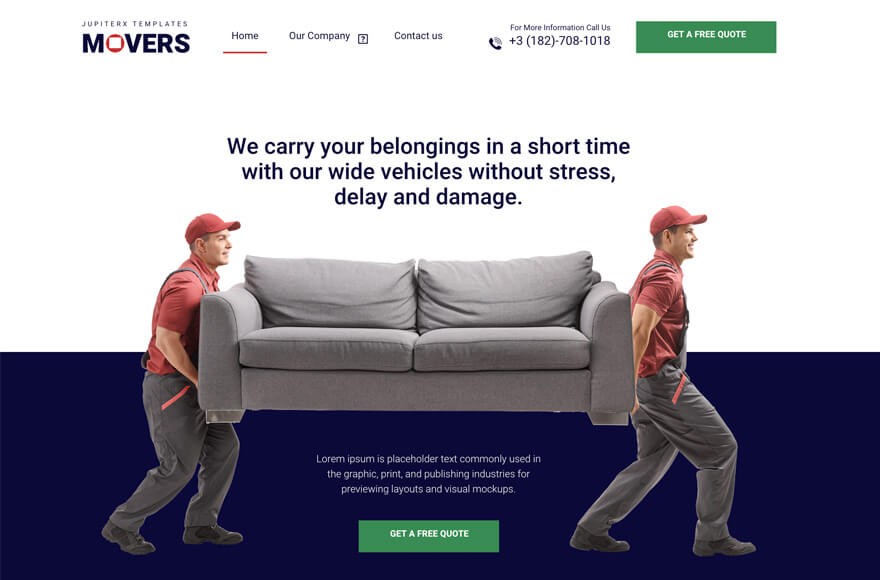 JUPITERX TEMPLATES
MOVERS
Home
Our Company
?
Contact us
For More Information Call Us
+3 (182)-708-1018
GET A FREE QUOTE
We carry your belongings in a short time
with our wide vehicles without stress,
delay and damage.
Lorem ipsum is placeholder text commonly used in
the graphic, print, and publishing industries for
previewing layouts and visual mockups.
GET A FREE QUOTE